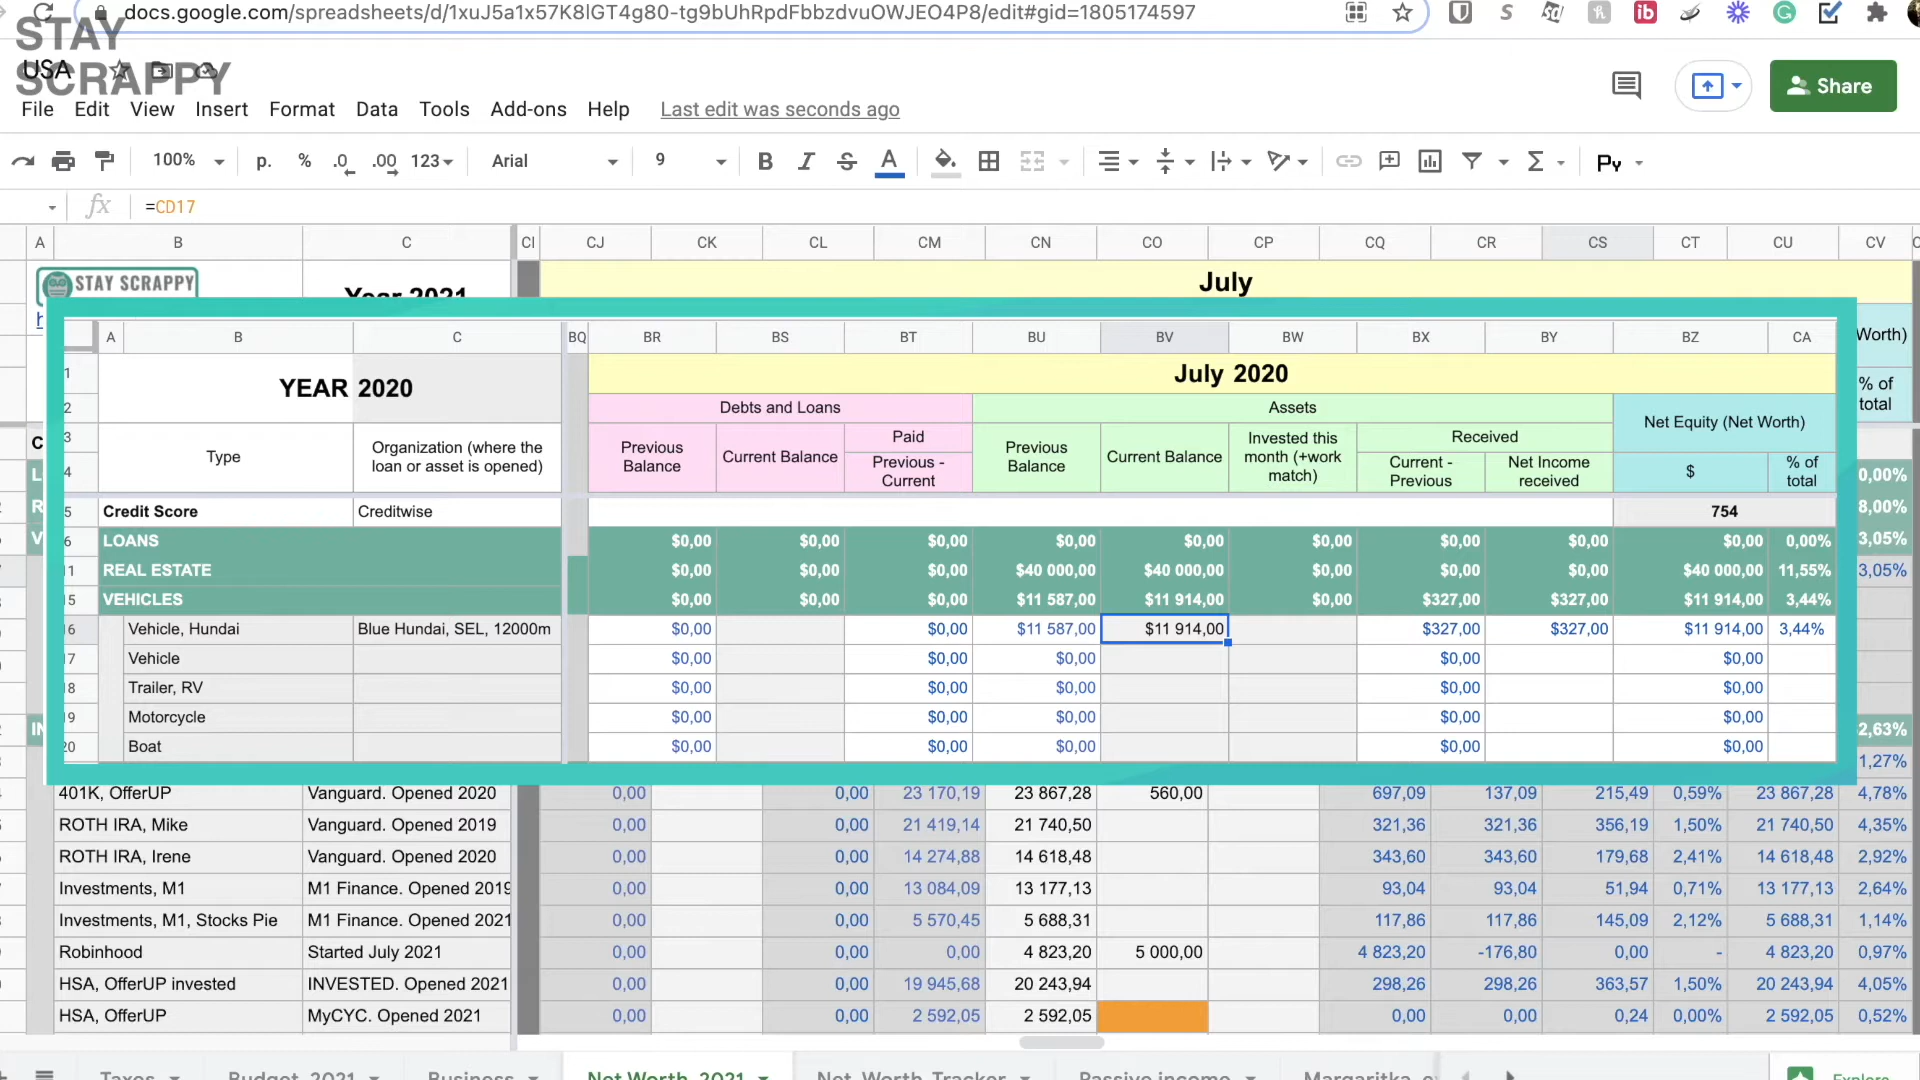 docs.google.com/spreadsheets/d/1xuJ5a1x57K8lGT4g80-tg9bUhRpdFbbzdvuOWJEO4P8/edit#gid=1805174597
STAY
SCRAPPY
USA
File Edit View Insert Format Data Tools Add-ons Help Last edit was seconds ago
Share
100% p. % .0 .00 123 Arial 9 B I S A Σ Py
fx =CD17
A B C CI CJ CK CL CM CN CO CP CQ CR CS CT CU CV
STAY SCRAPPY Year 2021 July
A B C BQ BR BS BT BU BV BW BX BY BZ CA
Worth)
1 YEAR 2020 July 2020
2 Debts and Loans Assets Net Equity (Net Worth)
% of total
3 Type Organization (where the loan or asset is opened) Previous Balance Current Balance Paid Previous Balance Current Balance Invested this month (+work match) Received
4 Previous - Current Current - Previous Net Income received $ % of total
5 Credit Score Creditwise 754
6 LOANS $0,00 $0,00 $0,00 $0,00 $0,00 $0,00 $0,00 $0,00 $0,00 0,00%
11 REAL ESTATE $0,00 $0,00 $0,00 $40 000,00 $40 000,00 $0,00 $0,00 $0,00 $40 000,00 11,55%
15 VEHICLES $0,00 $0,00 $0,00 $11 587,00 $11 914,00 $0,00 $327,00 $327,00 $11 914,00 3,44%
16 Vehicle, Hundai Blue Hundai, SEL, 12000m $0,00 $0,00 $11 587,00 $11 914,00 $327,00 $327,00 $11 914,00 3,44%
17 Vehicle $0,00 $0,00 $0,00 $0,00 $0,00
18 Trailer, RV $0,00 $0,00 $0,00 $0,00 $0,00
19 Motorcycle $0,00 $0,00 $0,00 $0,00 $0,00
20 Boat $0,00 $0,00 $0,00 $0,00 $0,00
0,00%
8,00%
3,05%
3,05%
2,63%
1,27%
401K, OfferUP Vanguard. Opened 2020 0,00 0,00 23 170,19 23 867,28 560,00 697,09 137,09 215,49 0,59% 23 867,28 4,78%
ROTH IRA, Mike Vanguard. Opened 2019 0,00 0,00 21 419,14 21 740,50 321,36 321,36 356,19 1,50% 21 740,50 4,35%
ROTH IRA, Irene Vanguard. Opened 2020 0,00 0,00 14 274,88 14 618,48 343,60 343,60 179,68 2,41% 14 618,48 2,92%
Investments, M1 M1 Finance. Opened 2019 0,00 0,00 13 084,09 13 177,13 93,04 93,04 51,94 0,71% 13 177,13 2,64%
Investments, M1, Stocks Pie M1 Finance. Opened 2021 0,00 0,00 5 570,45 5 688,31 117,86 117,86 145,09 2,12% 5 688,31 1,14%
Robinhood Started July 2021 0,00 0,00 0,00 4 823,20 5 000,00 4 823,20 -176,80 0,00 - 4 823,20 0,97%
HSA, OfferUP invested INVESTED. Opened 2021 0,00 0,00 19 945,68 20 243,94 298,26 298,26 363,57 1,50% 20 243,94 4,05%
HSA, OfferUP MyCYC. Opened 2021 0,00 0,00 2 592,05 2 592,05 0,00 0,00 0,24 0,00% 2 592,05 0,52%
Taxes Budget 2021 Business Net Worth 2021 Net Worth Tracker Passive income Margaritka Explore